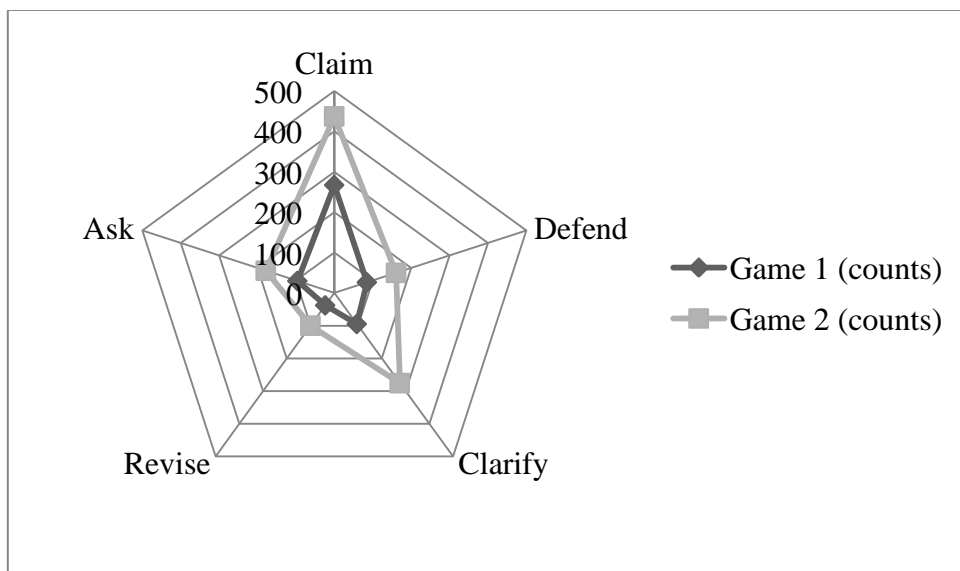 Claim
500
400
300
200
100
0
Ask
Defend
Revise
Clarify
Game 1 (counts)
Game 2 (counts)